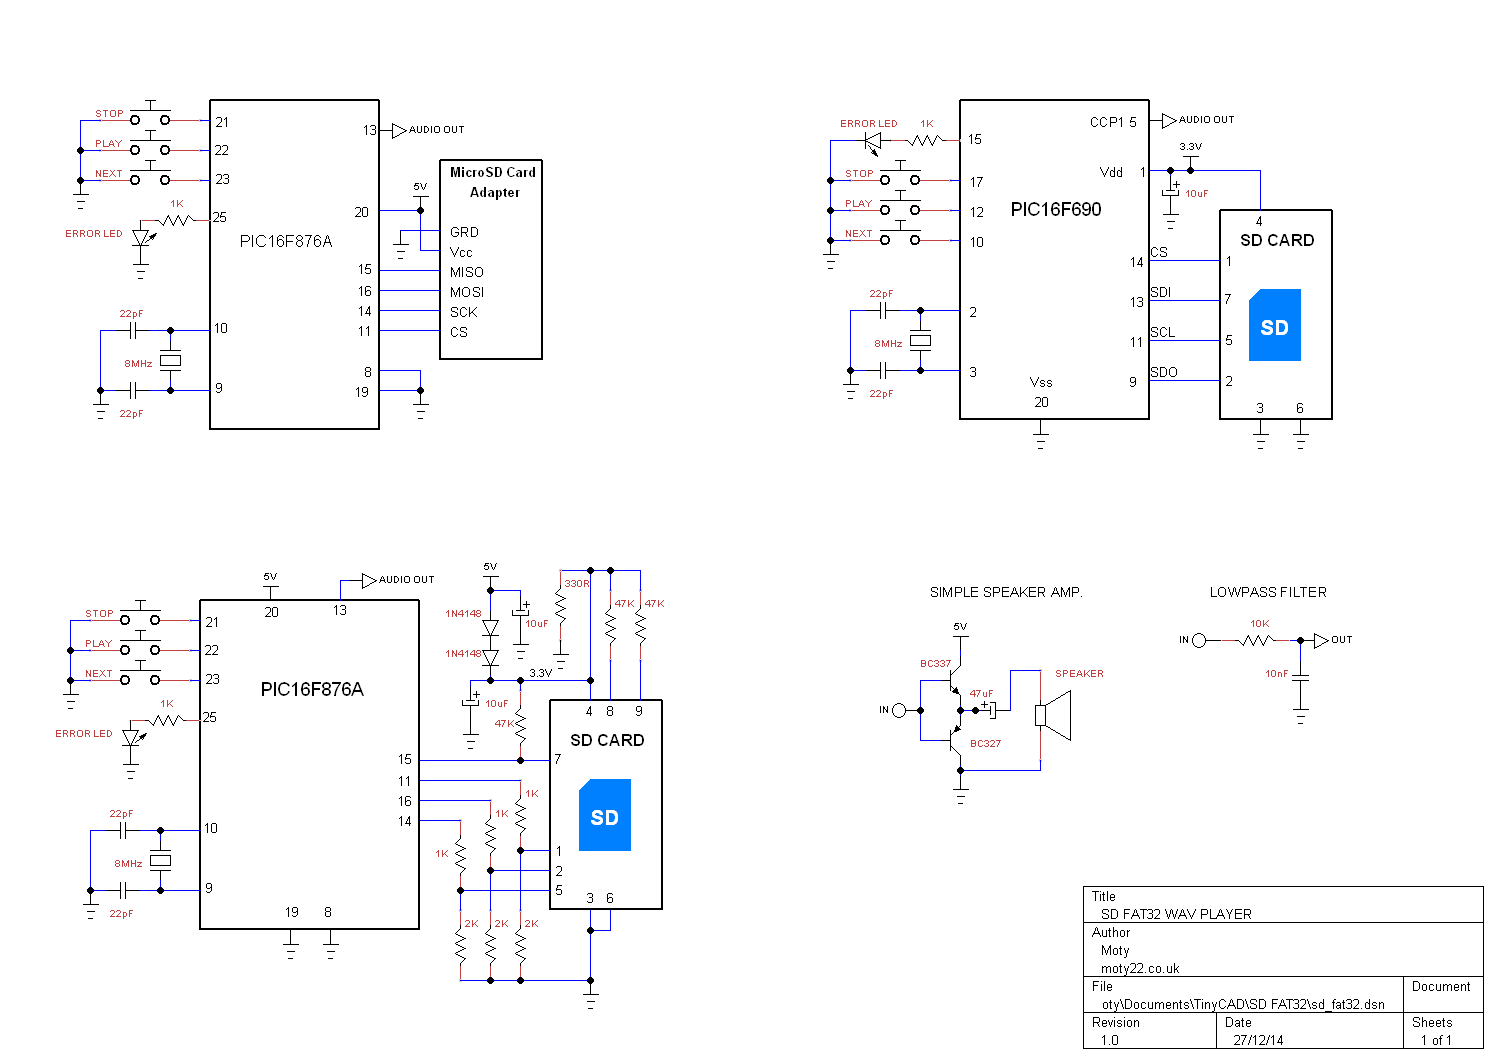 STOP
21
PLAY
22
NEXT
23
1K
25
ERROR LED
PIC16F876A
22pF
10
8MHz
9
22pF
13
AUDIO OUT
MicroSD Card
Adapter
5V
20
GRD
Vcc
15
MISO
16
MOSI
14
SCK
11
CS
8
19
ERROR LED
1K
15
STOP
17
PLAY
12
NEXT
10
PIC16F690
22pF
2
8MHz
3
22pF
CCP1 5
AUDIO OUT
3.3V
Vdd 1
10uF
4
SD CARD
14
CS
1
13
SDI
7
SD
11
SCL
5
9
SDO
2
Vss
20
3 6
5V
20
13
AUDIO OUT
STOP
21
PLAY
22
NEXT
23
1K
25
ERROR LED
PIC16F876A
22pF
10
8MHz
9
22pF
19 8
15
11
16
14
5V
1N4148
10uF
1N4148
3.3V
10uF
47K
330R
47K
47K
4 8 9
SD CARD
7
SD
1K
1K
1K
1
2
5
3 6
2K
2K
2K
SIMPLE SPEAKER AMP.
5V
BC337
IN
47uF
BC327
SPEAKER
LOWPASS FILTER
10K
IN
OUT
10nF
Title
SD FAT32 WAV PLAYER
Author
Moty
moty22.co.uk
File
oty\Documents\TinyCAD\SD FAT32\sd_fat32.dsn
Document
Revision
1.0
Date
27/12/14
Sheets
1 of 1